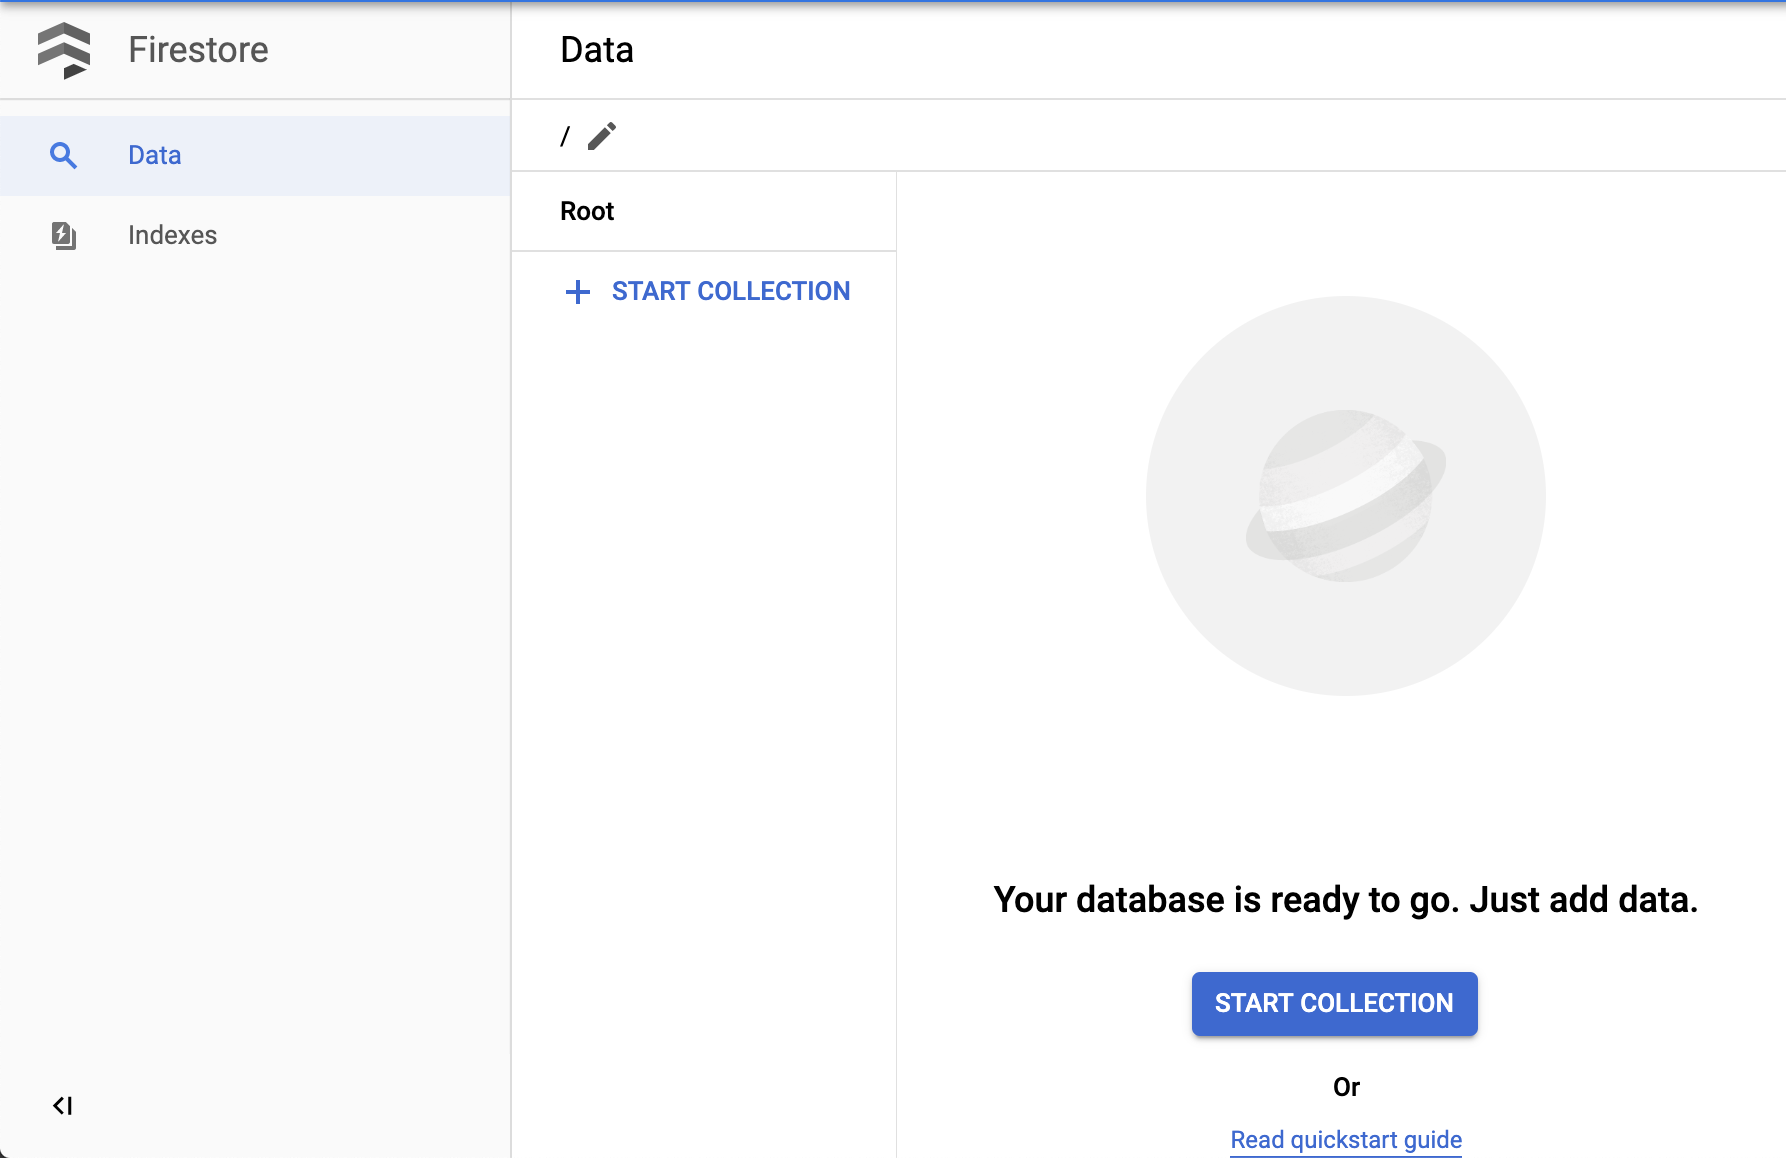 Firestore
Data
Indexes
Data
/
Root
START COLLECTION
Your database is ready to go. Just add data.
START COLLECTION
Or
Read quickstart guide